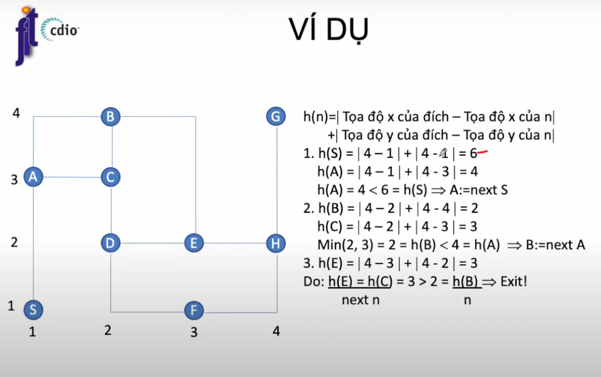 fit
cdio
VÍ DỤ
4
B
G
3
A
C
2
D
E
H
1
S
F
1
2
3
4
h(n)=| Tọa độ x của đích – Tọa độ x của n|
+| Tọa độ y của đích – Tọa độ y của n|
1. h(S) = | 4 – 1 | + | 4 - 1 | = 6
h(A) = | 4 – 1 | + | 4 - 3 | = 4
h(A) = 4 < 6 = h(S) ⇒ A:=next S
2. h(B) = | 4 – 2 | + | 4 - 4 | = 2
h(C) = | 4 – 2 | + | 4 - 3 | = 3
Min(2, 3) = 2 = h(B) < 4 = h(A) ⇒ B:=next A
3. h(E) = | 4 – 3 | + | 4 - 2 | = 3
Do: h(E) = h(C) = 3 > 2 = h(B) ⇒ Exit!
next n n